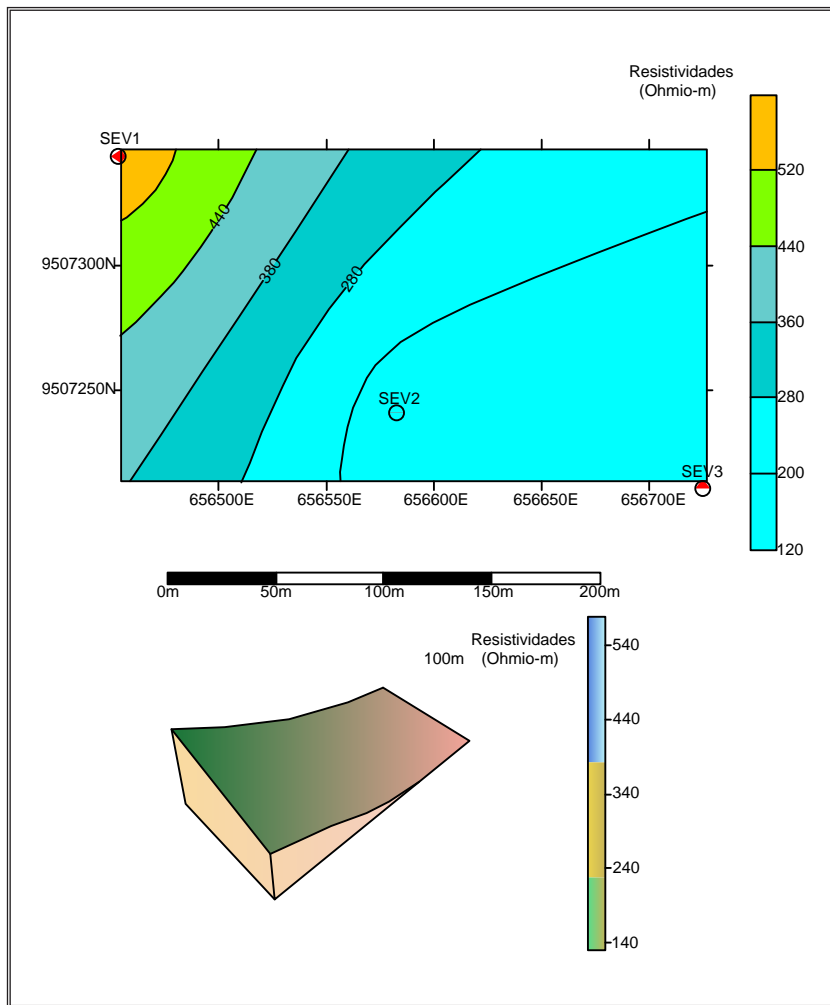 Resistividades
(Ohmio-m)
SEV1
520
440
440
9507300N
380
280
360
9507250N
SEV2
280
200
SEV3
656500E
656550E
656600E
656650E
656700E
120
0m
50m
100m
150m
200m
Resistividades
100m
(Ohmio-m)
540
440
340
240
140